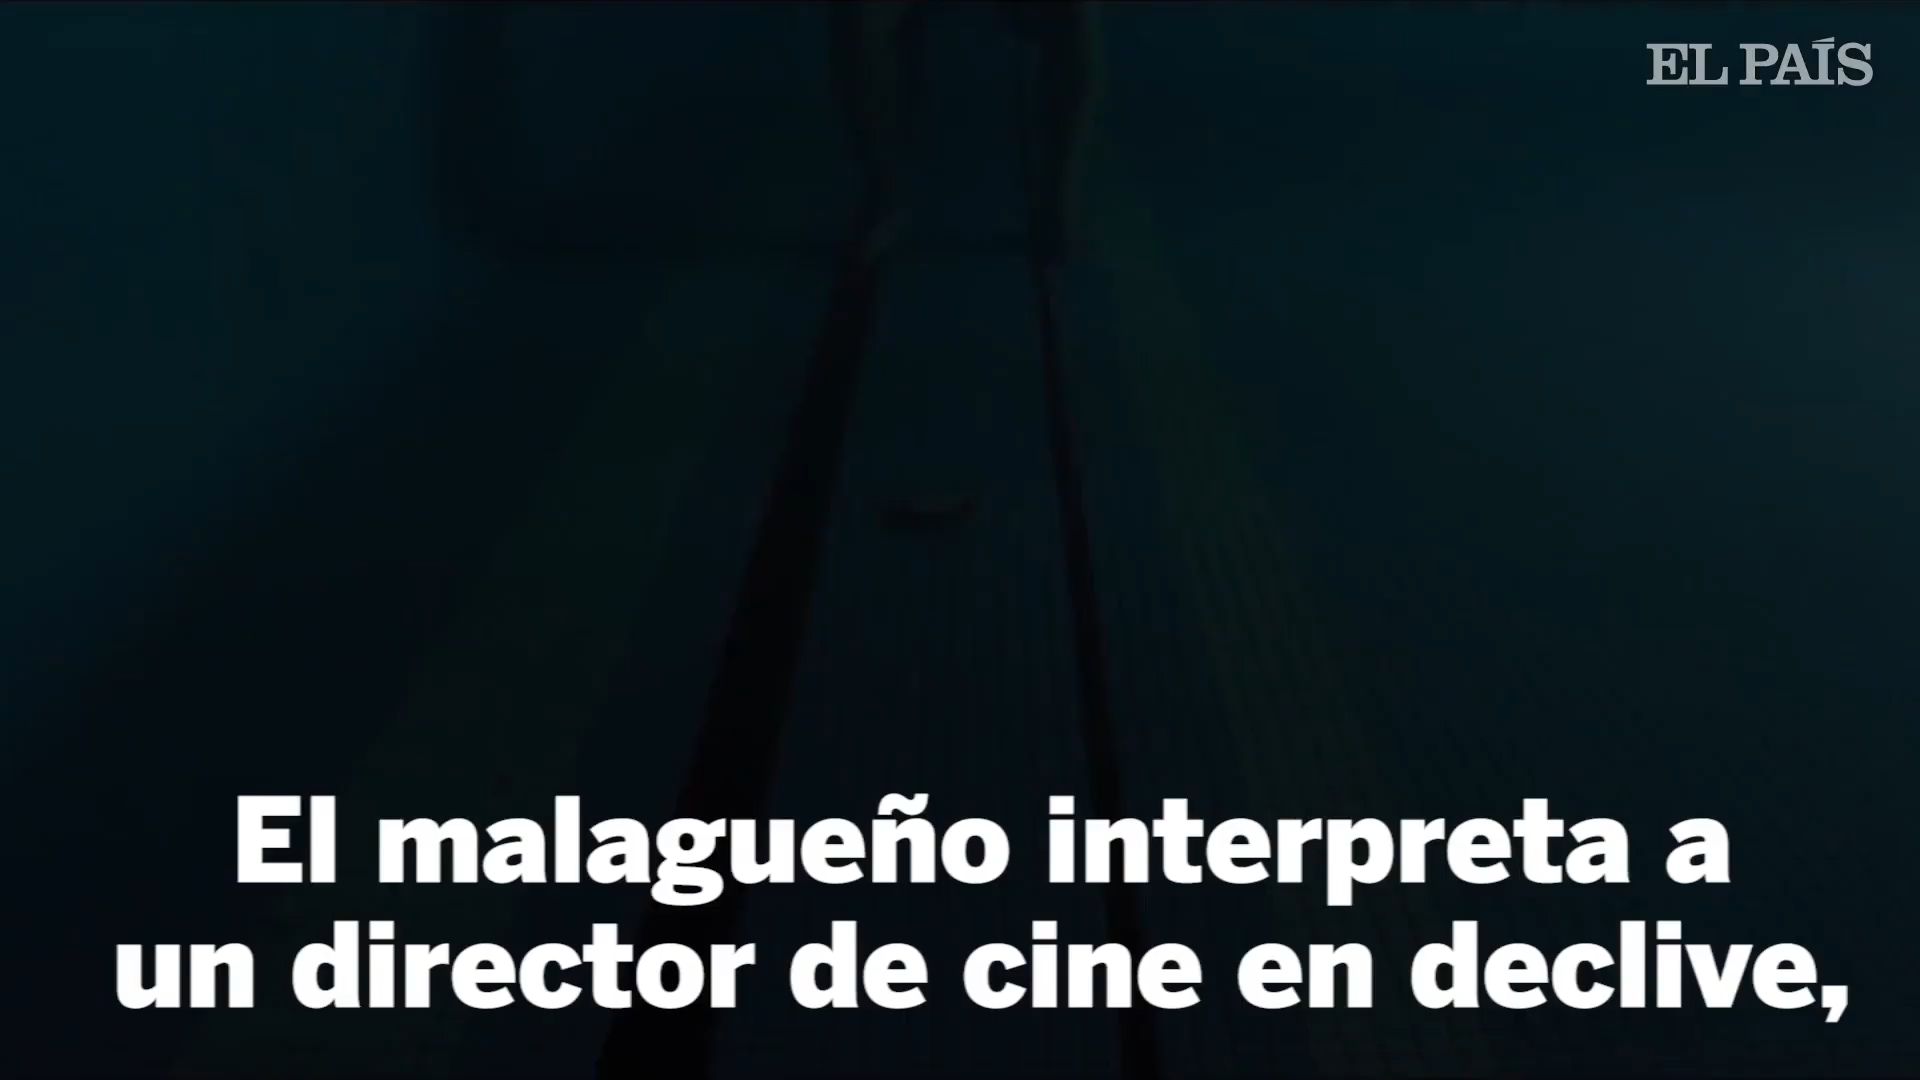 EL PAÍS
El malagueño interpreta a
un director de cine en declive,